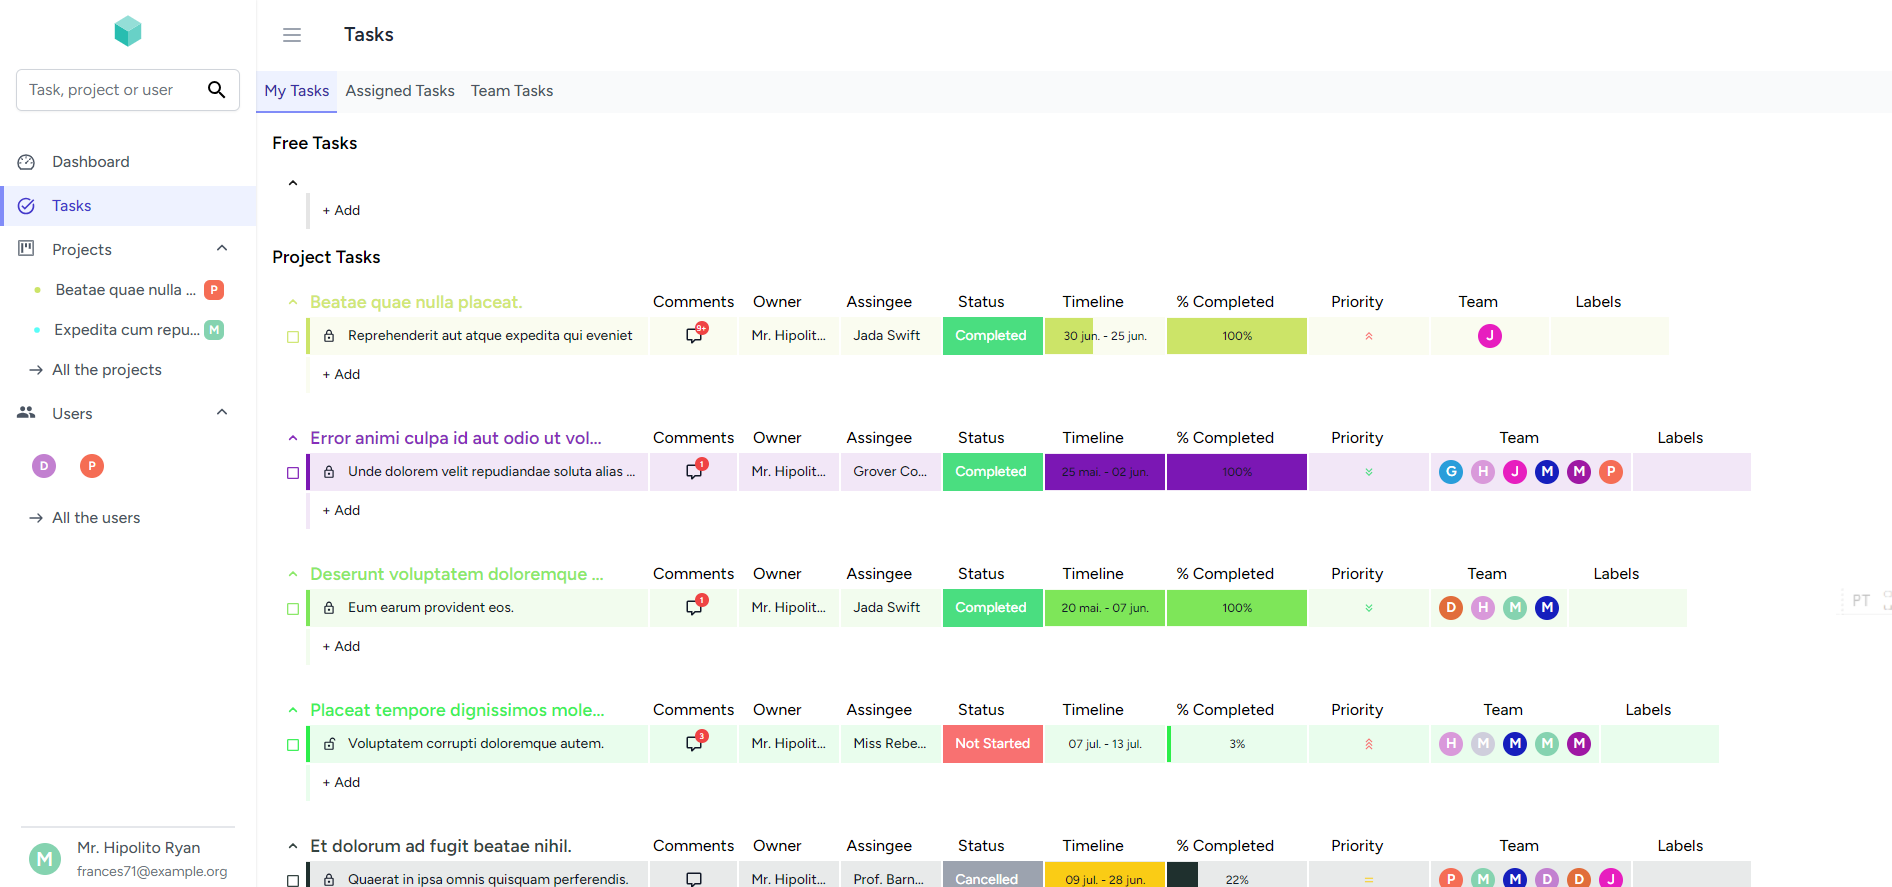 Tasks
Task, project or user
My Tasks Assigned Tasks Team Tasks
Dashboard
Tasks
Projects
Beatae quae nulla ... P
Expedita cum repu... M
All the projects
Users
D P
All the users
Mr. Hipolito Ryan
M
frances71@example.org
Free Tasks
+ Add
Project Tasks
Beatae quae nulla placeat. Comments Owner Assingee Status Timeline % Completed Priority Team Labels
Reprehenderit aut atque expedita qui eveniet 9+ Mr. Hipolit... Jada Swift Completed 30 jun. - 25 jun. 100% J
+ Add
Error animi culpa id aut odio ut vol... Comments Owner Assingee Status Timeline % Completed Priority Team Labels
Unde dolorem velit repudiandae soluta alias ... 1 Mr. Hipolit... Grover Co... Completed 25 mai. - 02 jun. 100% G H J M M P
+ Add
Deserunt voluptatem doloremque ... Comments Owner Assingee Status Timeline % Completed Priority Team Labels
Eum earum provident eos. 1 Mr. Hipolit... Jada Swift Completed 20 mai. - 07 jun. 100% D H M M
PT
+ Add
Placeat tempore dignissimos mole... Comments Owner Assingee Status Timeline % Completed Priority Team Labels
Voluptatem corrupti doloremque autem. 3 Mr. Hipolit... Miss Rebe... Not Started 07 jul. - 13 jul. 3% H M M M M
+ Add
Et dolorum ad fugit beatae nihil. Comments Owner Assingee Status Timeline % Completed Priority Team Labels
Quaerat in ipsa omnis quisquam perferendis. Mr. Hipolit... Prof. Barn... Cancelled 09 jul. - 28 jun. 22% P M M D D J